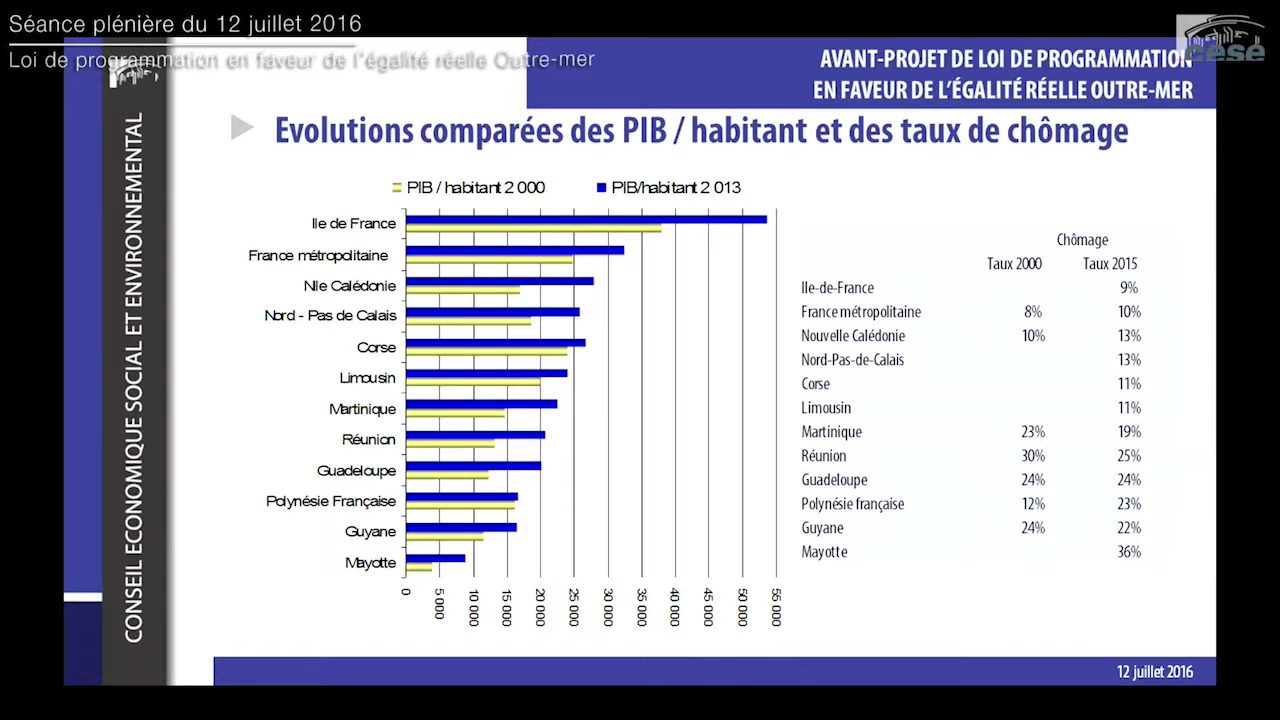 Séance plénière du 12 juillet 2016
Loi de programmation en faveur de l'égalité réelle Outre-mer
cese
AVANT-PROJET DE LOI DE PROGRAMMATION
EN FAVEUR DE L'ÉGALITÉ RÉELLE OUTRE-MER
CONSEIL ECONOMIQUE SOCIAL ET ENVIRONNEMENTAL
Evolutions comparées des PIB / habitant et des taux de chômage
PIB / habitant 2 000 PIB/habitant 2 013
Ile de France
France métropolitaine
Nle Calédonie
Nord - Pas de Calais
Corse
Limousin
Martinique
Réunion
Guadeloupe
Polynésie Française
Guyane
Mayotte
0 5 000 10 000 15 000 20 000 25 000 30 000 35 000 40 000 45 000 50 000 55 000
Chômage
Taux 2000 Taux 2015
Ile-de-France 9%
France métropolitaine 8% 10%
Nouvelle Calédonie 10% 13%
Nord-Pas-de-Calais 13%
Corse 11%
Limousin 11%
Martinique 23% 19%
Réunion 30% 25%
Guadeloupe 24% 24%
Polynésie française 12% 23%
Guyane 24% 22%
Mayotte 36%
12 juillet 2016